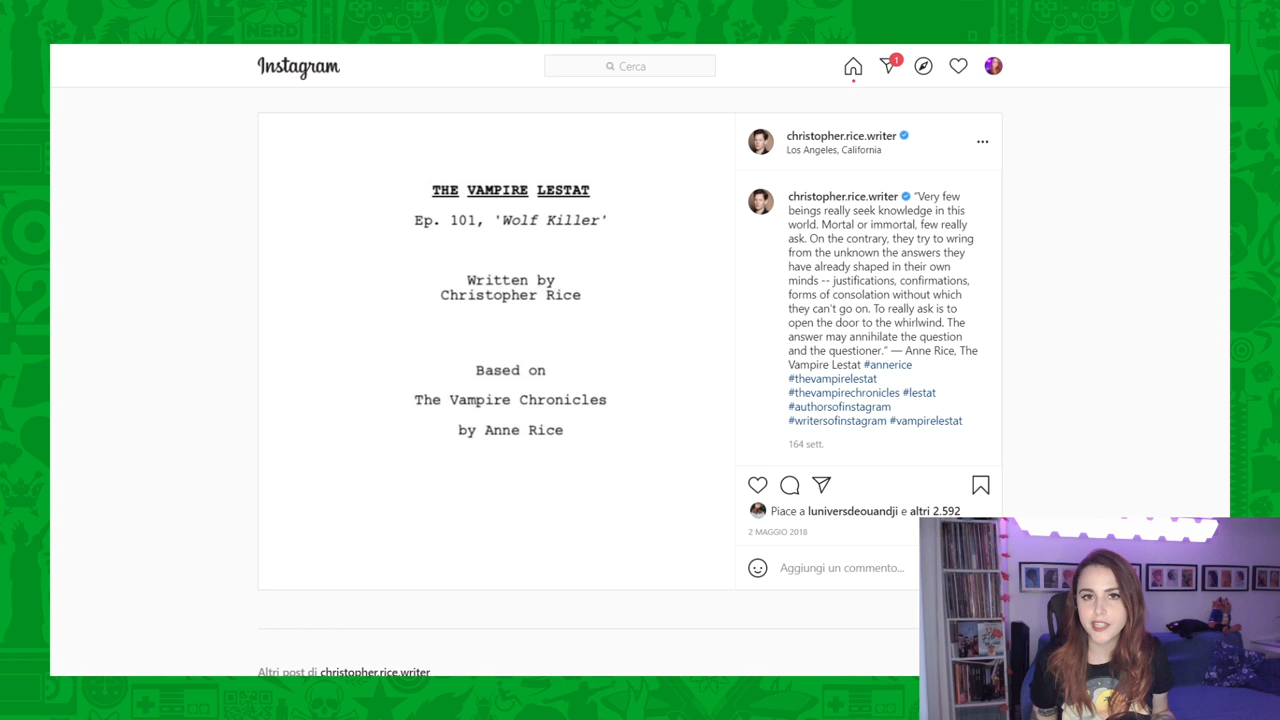 NERD
Instagram
Cerca
1
THE VAMPIRE LESTAT
Ep. 101, 'Wolf Killer'
Written by
Christopher Rice
Based on
The Vampire Chronicles
by Anne Rice
christopher.rice.writer
Los Angeles, California
christopher.rice.writer "Very few
beings really seek knowledge in this
world. Mortal or immortal, few really
ask. On the contrary, they try to wring
from the unknown the answers they
have already shaped in their own
minds -- justifications, confirmations,
forms of consolation without which
they can't go on. To really ask is to
open the door to the whirlwind. The
answer may annihilate the question
and the questioner." — Anne Rice, The
Vampire Lestat #annerice
#thevampirelestat
#thevampirechronicles #lestat
#authorsofinstagram
#writersofinstagram #vampirelestat
164 sett.
Piace a luniversdeouandji e altri 2.592
2 MAGGIO 2018
Aggiungi un commento...
Altri post di christopher.rice.writer